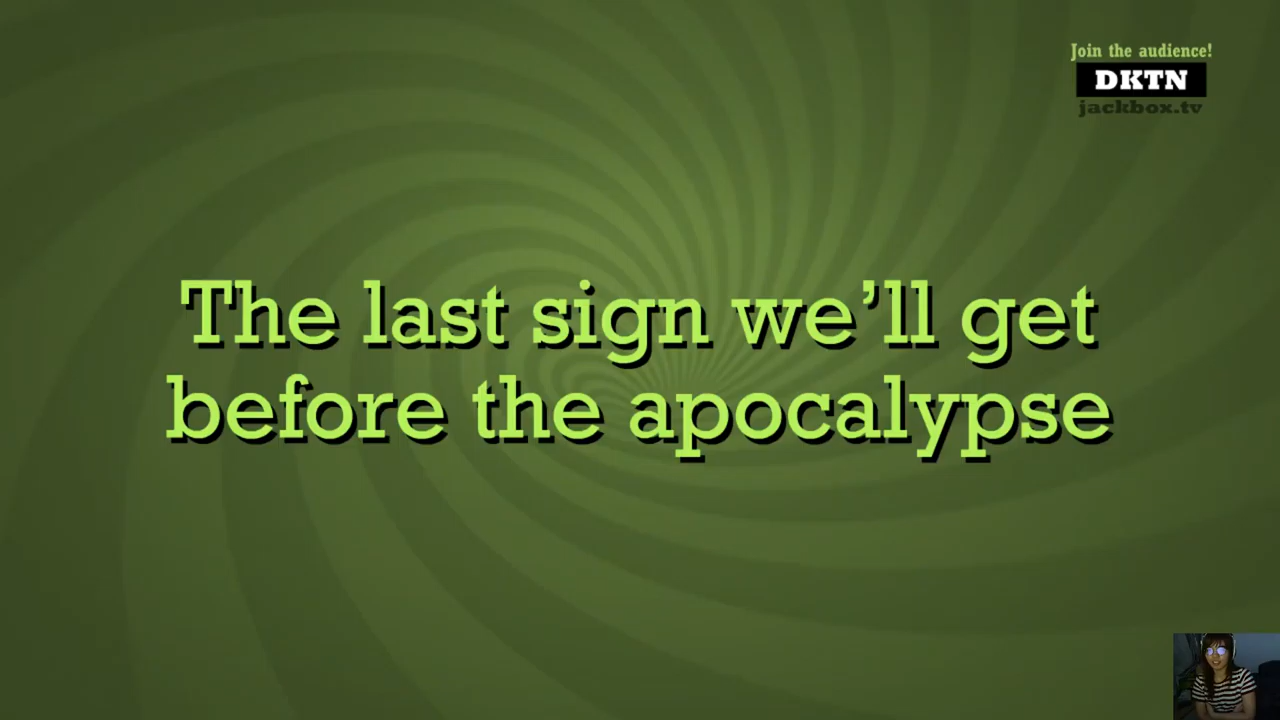 Join the audience!
DKTN
jackbox.tv
The last sign we’ll get
before the apocalypse